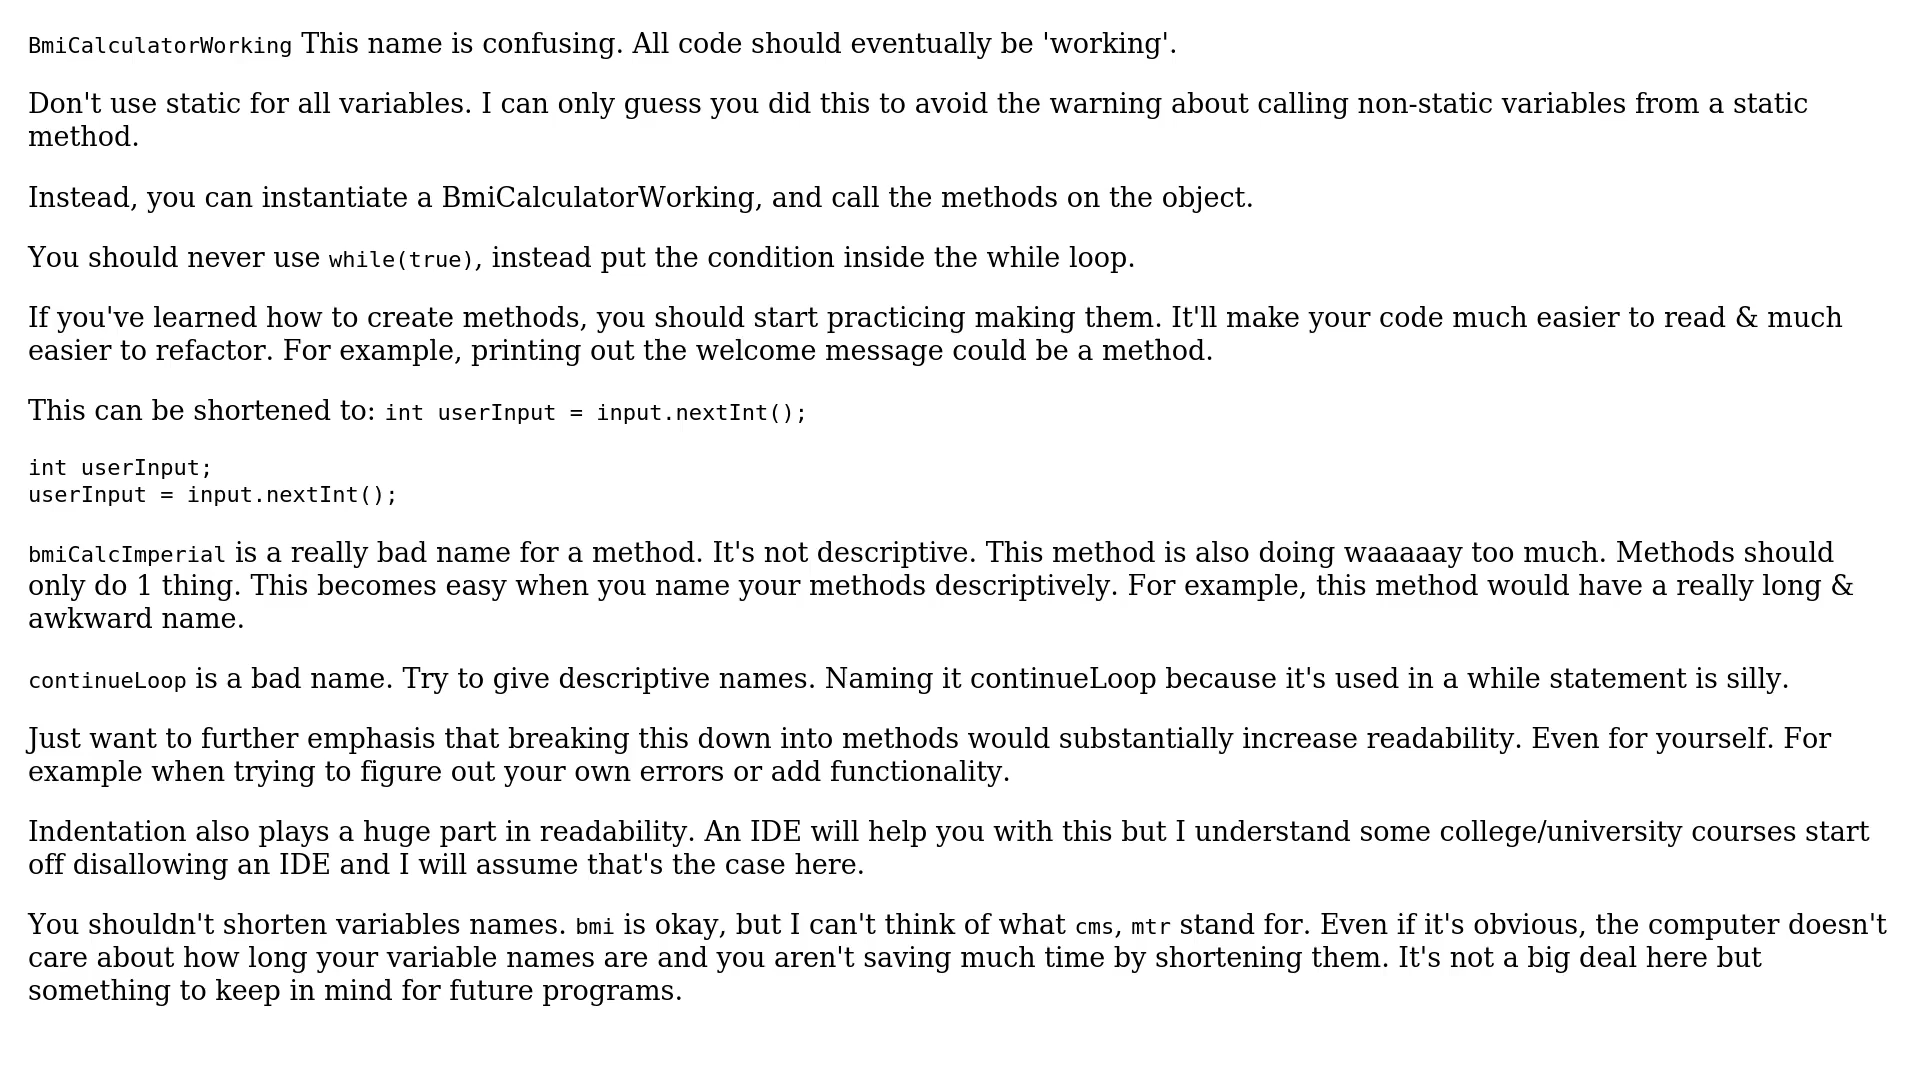 BmiCalculatorWorking This name is confusing. All code should eventually be 'working'.
Don't use static for all variables. I can only guess you did this to avoid the warning about calling non-static variables from a static
method.
Instead, you can instantiate a BmiCalculatorWorking, and call the methods on the object.
You should never use while(true), instead put the condition inside the while loop.
If you've learned how to create methods, you should start practicing making them. It'll make your code much easier to read & much
easier to refactor. For example, printing out the welcome message could be a method.
This can be shortened to: int userInput = input.nextInt();
int userInput;
userInput = input.nextInt();
bmiCalcImperial is a really bad name for a method. It's not descriptive. This method is also doing waaaaay too much. Methods should
only do 1 thing. This becomes easy when you name your methods descriptively. For example, this method would have a really long &
awkward name.
continueLoop is a bad name. Try to give descriptive names. Naming it continueLoop because it's used in a while statement is silly.
Just want to further emphasis that breaking this down into methods would substantially increase readability. Even for yourself. For
example when trying to figure out your own errors or add functionality.
Indentation also plays a huge part in readability. An IDE will help you with this but I understand some college/university courses start
off disallowing an IDE and I will assume that's the case here.
You shouldn't shorten variables names. bmi is okay, but I can't think of what cms, mtr stand for. Even if it's obvious, the computer doesn't
care about how long your variable names are and you aren't saving much time by shortening them. It's not a big deal here but
something to keep in mind for future programs.